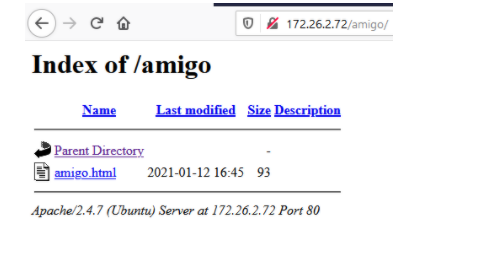 172.26.2.72/amigo/
Index of /amigo
Name Last modified Size Description
Parent Directory -
amigo.html 2021-01-12 16:45 93
Apache/2.4.7 (Ubuntu) Server at 172.26.2.72 Port 80